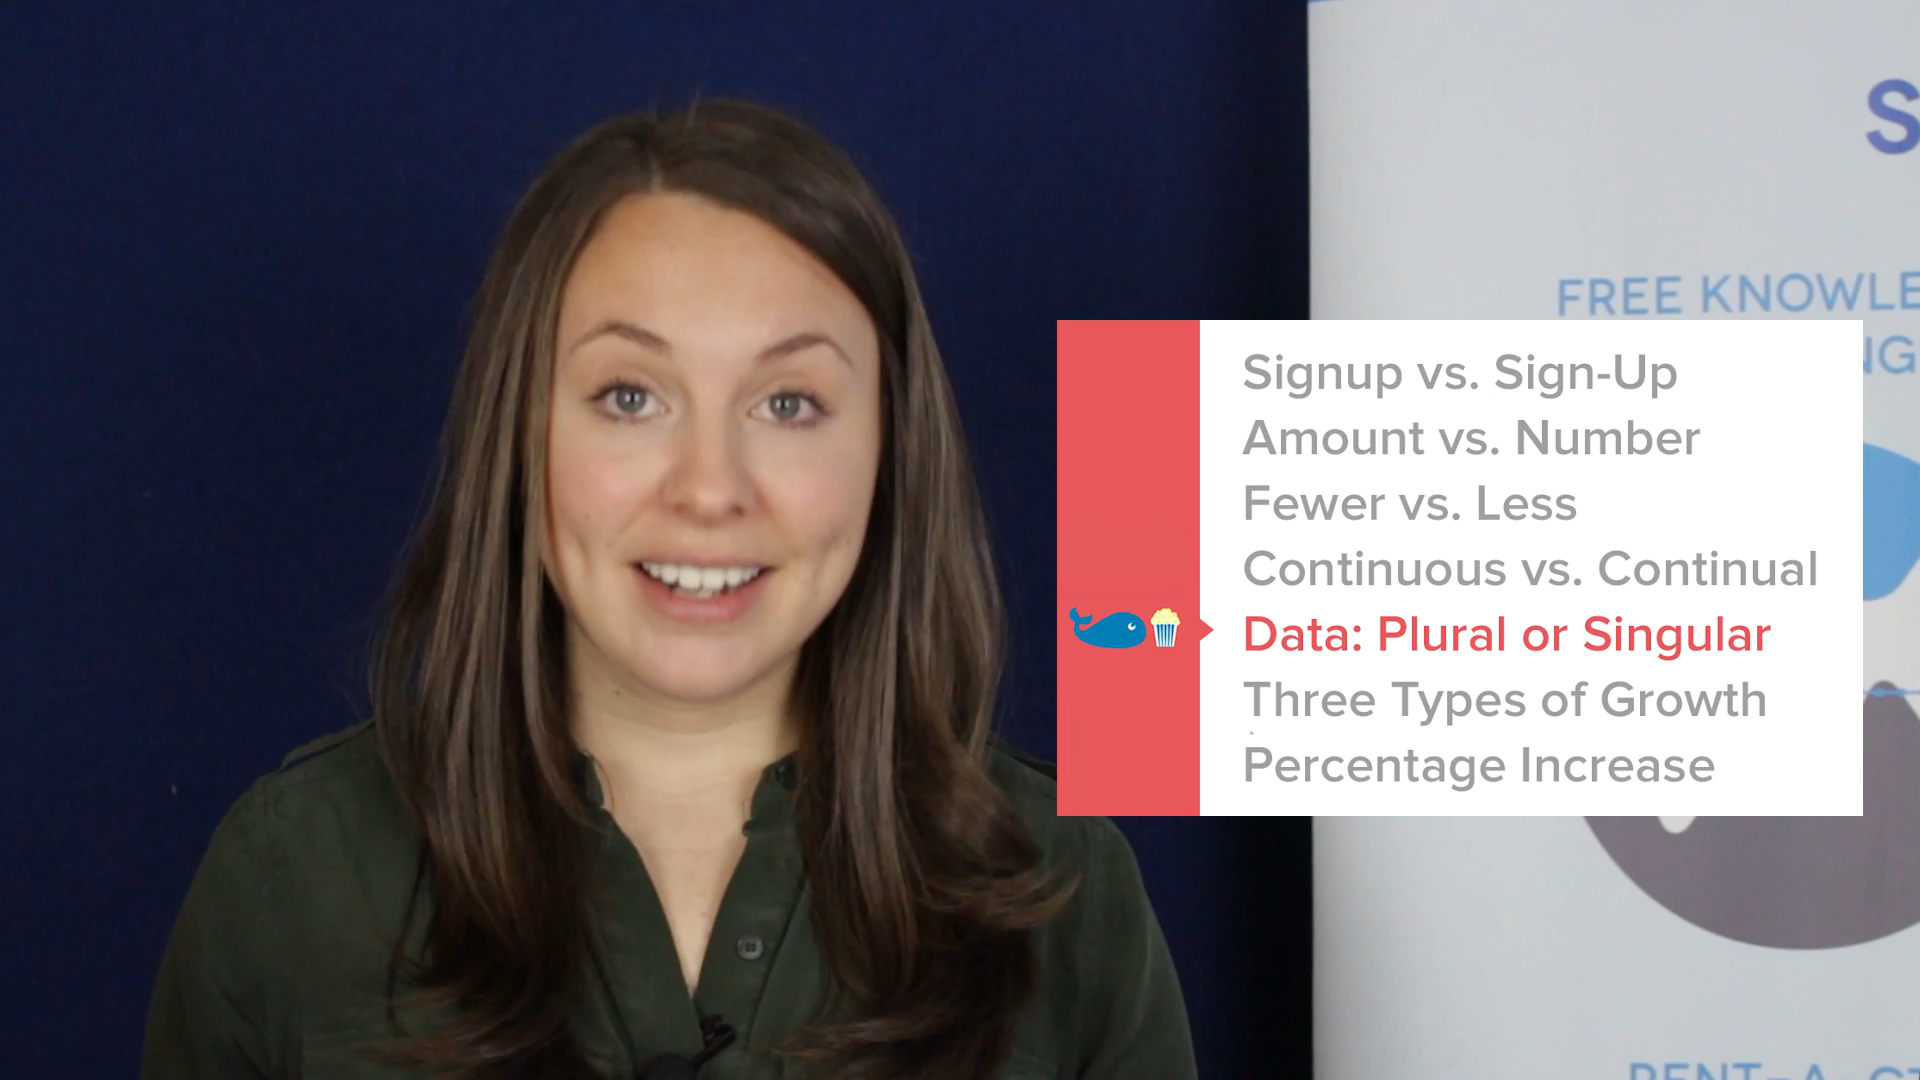 S
FREE KNOWLE
NG
Signup vs. Sign-Up
Amount vs. Number
Fewer vs. Less
Continuous vs. Continual
Data: Plural or Singular
Three Types of Growth
Percentage Increase